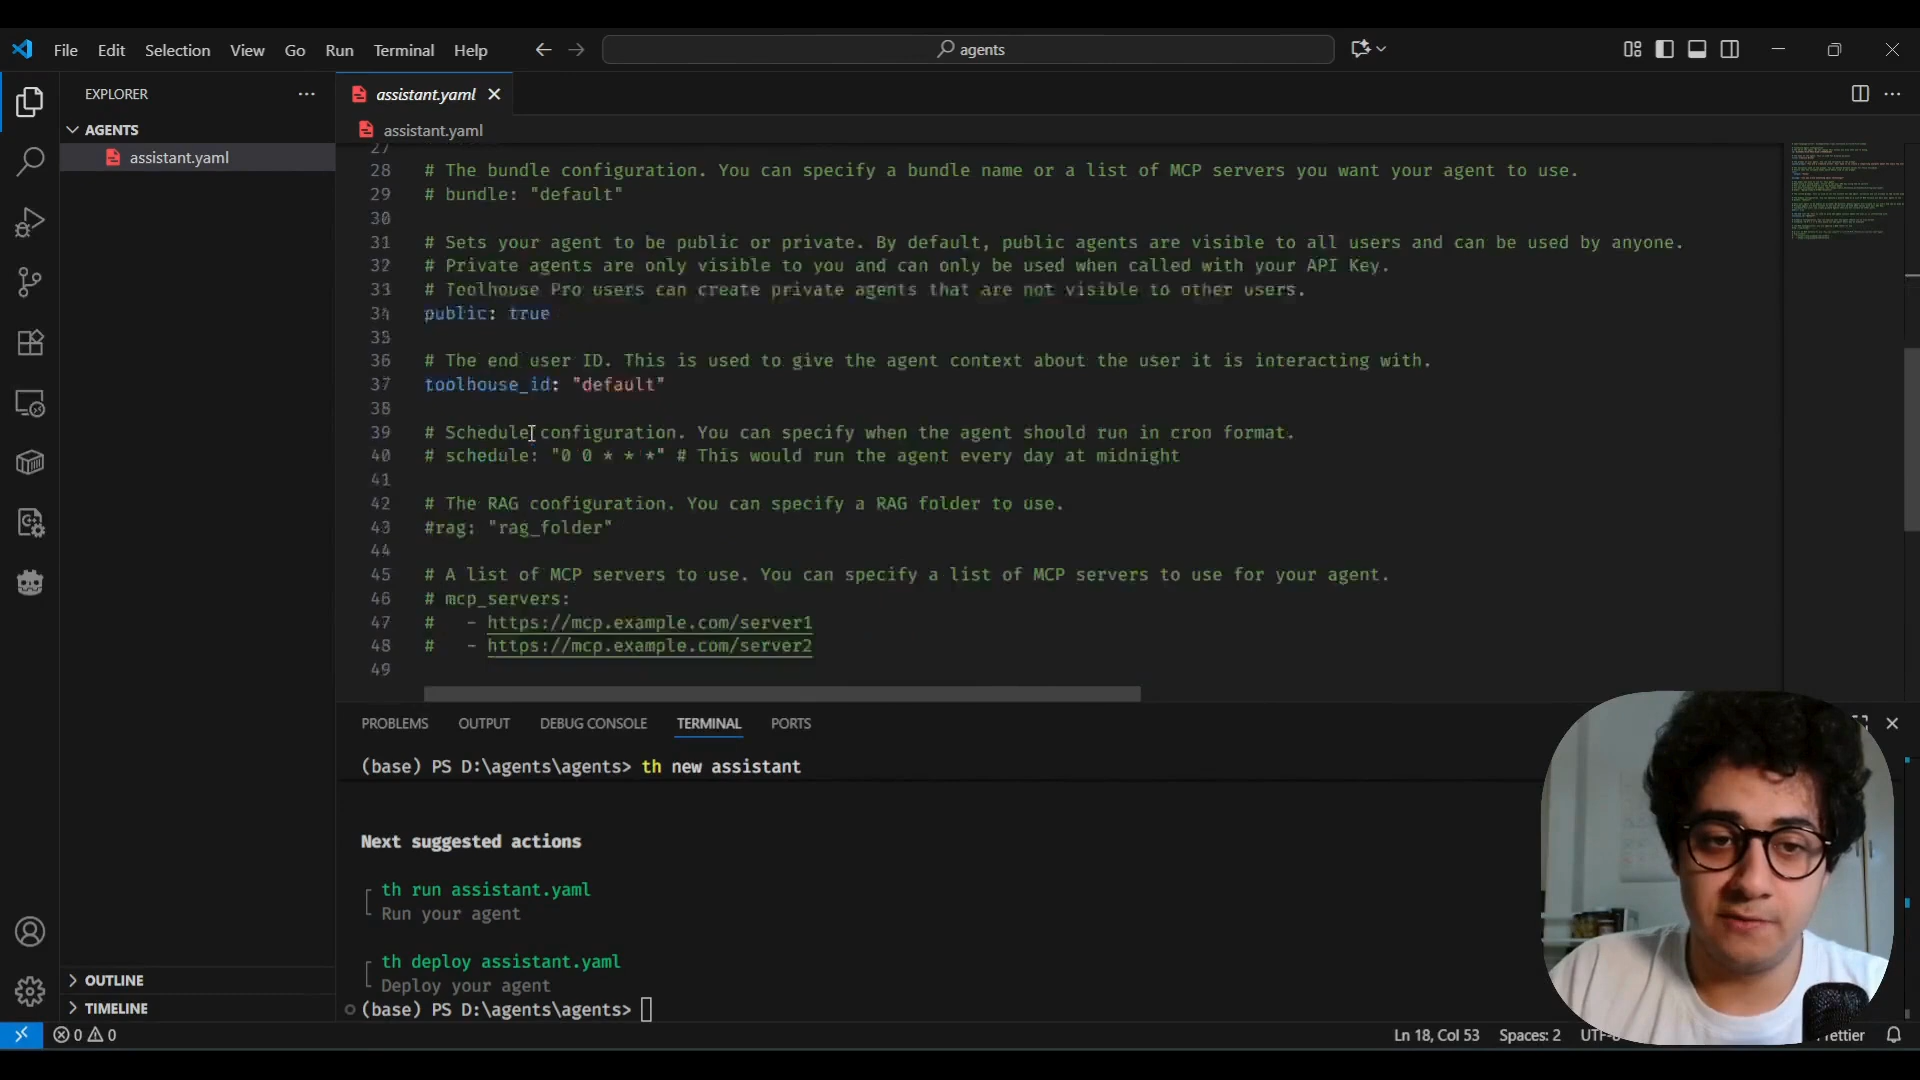 File Edit Selection View Go Run Terminal Help
agents
EXPLORER
AGENTS
assistant.yaml
OUTLINE
TIMELINE
assistant.yaml
assistant.yaml
27
28 # The bundle configuration. You can specify a bundle name or a list of MCP servers you want your agent to use.
29 # bundle: "default"
30
31 # Sets your agent to be public or private. By default, public agents are visible to all users and can be used by anyone.
32 # Private agents are only visible to you and can only be used when called with your API Key.
33 # Toolhouse Pro users can create private agents that are not visible to other users.
34 public: true
35
36 # The end user ID. This is used to give the agent context about the user it is interacting with.
37 toolhouse_id: "default"
38
39 # Schedule configuration. You can specify when the agent should run in cron format.
40 # schedule: "0 0 * * *" # This would run the agent every day at midnight
41
42 # The RAG configuration. You can specify a RAG folder to use.
43 #rag: "rag_folder"
44
45 # A list of MCP servers to use. You can specify a list of MCP servers to use for your agent.
46 # mcp_servers:
47 #   - https://mcp.example.com/server1
48 #   - https://mcp.example.com/server2
49
PROBLEMS OUTPUT DEBUG CONSOLE TERMINAL PORTS
(base) PS D:\agents\agents> th new assistant
Next suggested actions
th run assistant.yaml
Run your agent
th deploy assistant.yaml
Deploy your agent
(base) PS D:\agents\agents>
0 0 Ln 18, Col 53 Spaces: 2